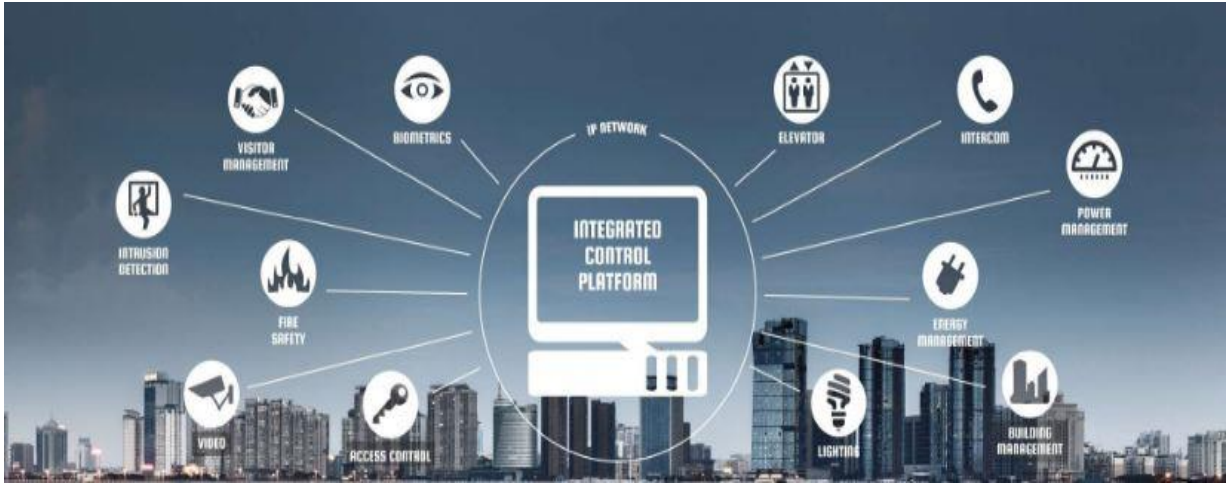 IP NETWORK
INTEGRATED
CONTROL
PLATFORM
BIOMETRICS
VISITOR
MANAGEMENT
INTRUSION
DETECTION
FIRE
SAFETY
VIDEO
ACCESS CONTROL
ELEVATOR
INTERCOM
POWER
MANAGEMENT
ENERGY
MANAGEMENT
LIGHTING
BUILDING
MANAGEMENT